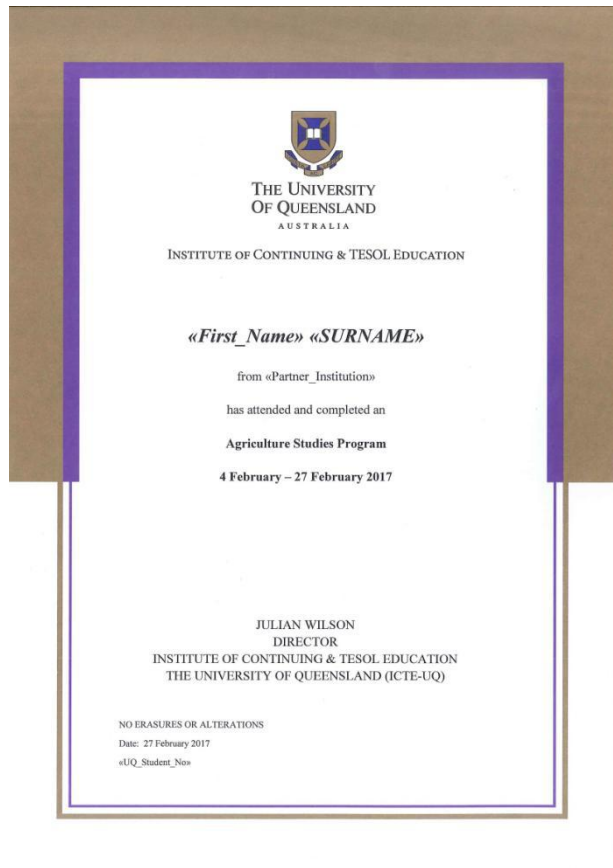 THE UNIVERSITY
OF QUEENSLAND
AUSTRALIA
INSTITUTE OF CONTINUING & TESOL EDUCATION
«First_Name» «SURNAME»
from «Partner_Institution»
has attended and completed an
Agriculture Studies Program
4 February – 27 February 2017
JULIAN WILSON
DIRECTOR
INSTITUTE OF CONTINUING & TESOL EDUCATION
THE UNIVERSITY OF QUEENSLAND (ICTE-UQ)
NO ERASURES OR ALTERATIONS
Date: 27 February 2017
«UQ_Student_No»